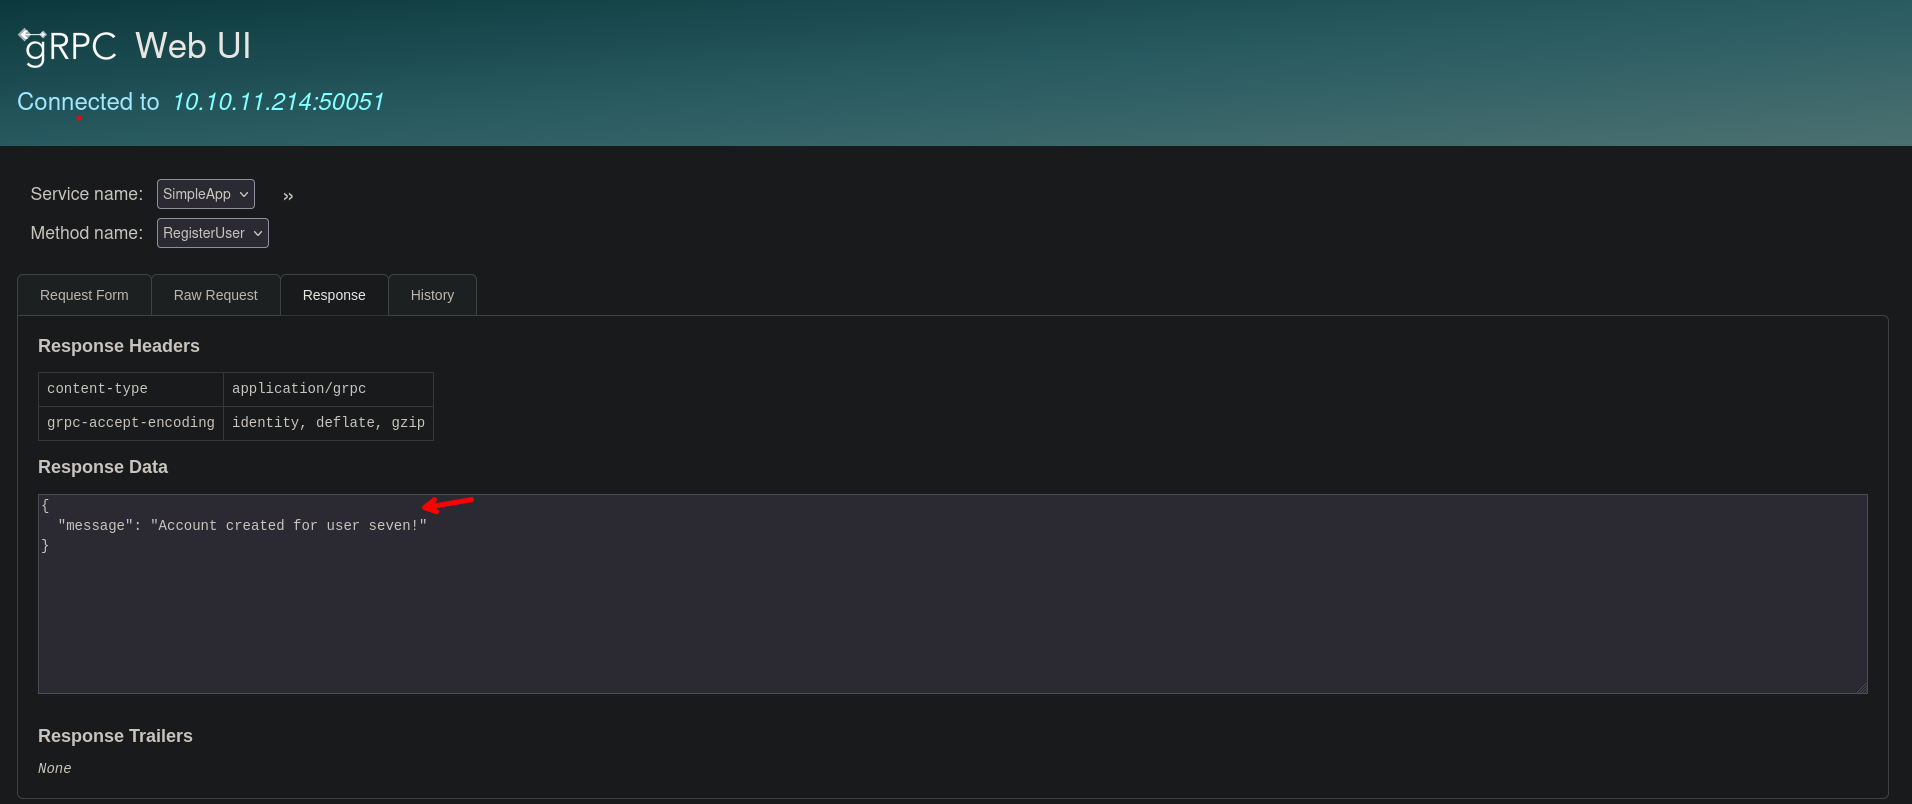 gRPC Web UI
Connected to 10.10.11.214:50051
Service name: SimpleApp »
Method name: RegisterUser
Request Form Raw Request Response History
Response Headers
content-type application/grpc
grpc-accept-encoding identity, deflate, gzip
Response Data
{
"message": "Account created for user seven!"
}
Response Trailers
None